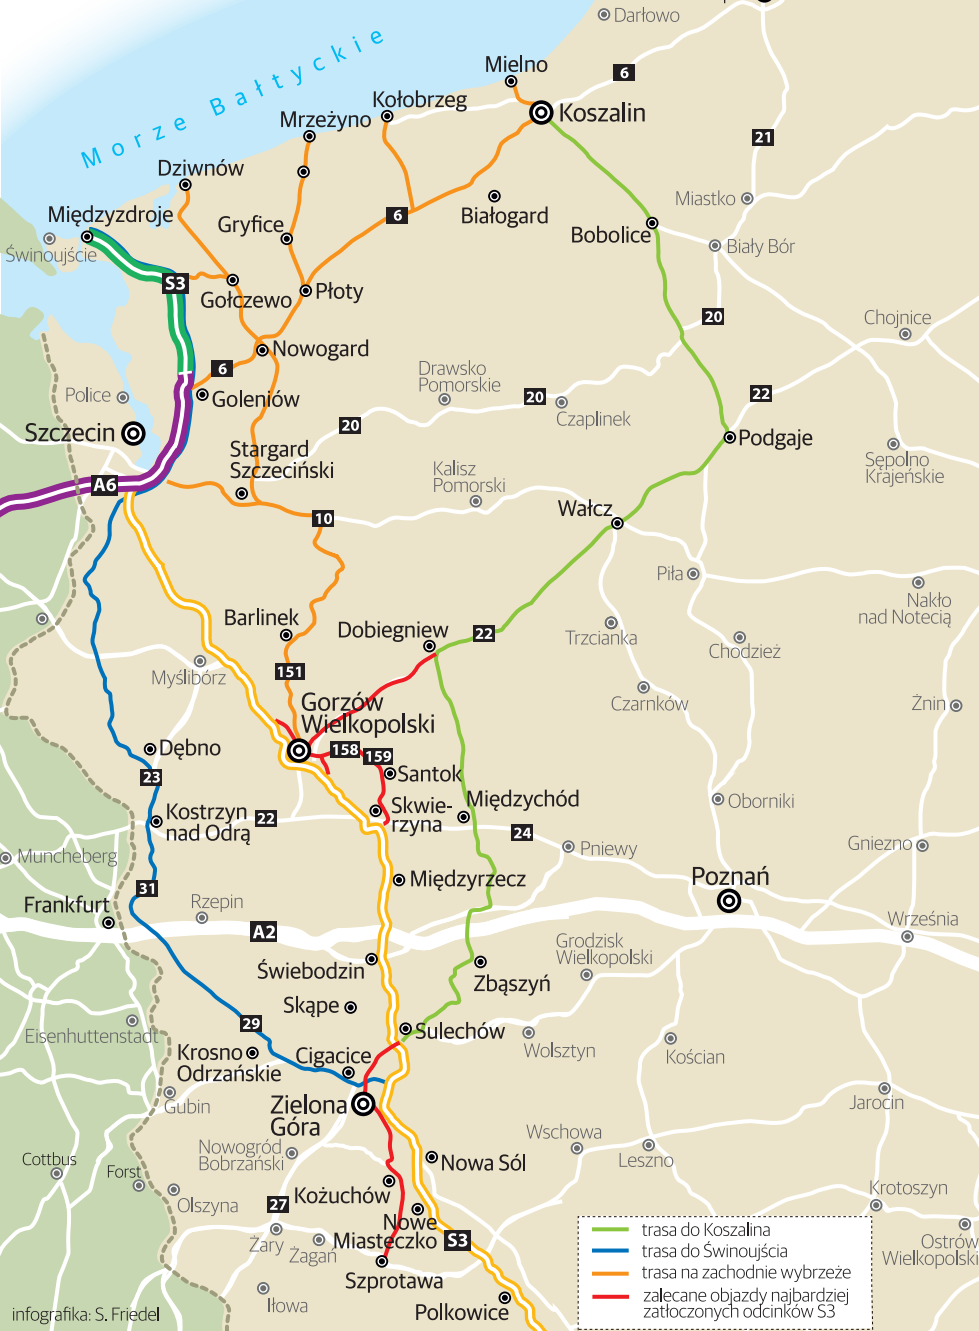 Darłowo
Morze Bałtyckie
Mielno
6
Kołobrzeg
Koszalin
Mrzeżyno
21
Dziwnów
Miastko
Międzyzdroje
Gryfice
6
Białogard
Bobolice
Świnoujście
Biały Bór
S3
Gołczewo
Płoty
20
Chojnice
Nowogard
6
Drawsko
Pomorskie
Police
Goleniów
20
22
Czaplinek
20
Szczecin
Podgaje
Stargard
Szczeciński
Kalisz
Pomorski
Sępolno
Krajeńskie
A6
Wałcz
10
Piła
Nakło
nad Notecią
Barlinek
Dobiegniew
22
Trzcianka
Chodzież
Myślibórz
151
Czarnków
Żnin
Gorzów
Wielkopolski
Dębno
158
159
Santok
23
Kostrzyn
nad Odrą
22
Skwie-
rzyna
Międzychód
Oborniki
24
Pniewy
Gniezno
Muncheberg
Międzyrzecz
Poznań
31
Frankfurt
Rzepin
A2
Września
Grodzisk
Wielkopolski
Świebodzin
Zbąszyń
Skąpe
29
Sulechów
Eisenhuttenstadt
Wolsztyn
Kościan
Krosno
Odrzańskie
Cigacice
Gubin
Zielona
Góra
Jarocin
Wschowa
Nowogród
Bobrzański
Leszno
Cottbus
Forst
Nowa Sól
Olszyna
Kożuchów
Krotoszyn
27
Nowe
Miasteczko
S3
Żary
Żagań
Ostrów
Wielkopolski
Szprotawa
Iłowa
Polkowice
trasa do Koszalina
trasa do Świnoujścia
trasa na zachodnie wybrzeże
zalecane objazdy najbardziej
zatłoczonych odcinków S3
infografika: S. Friedel